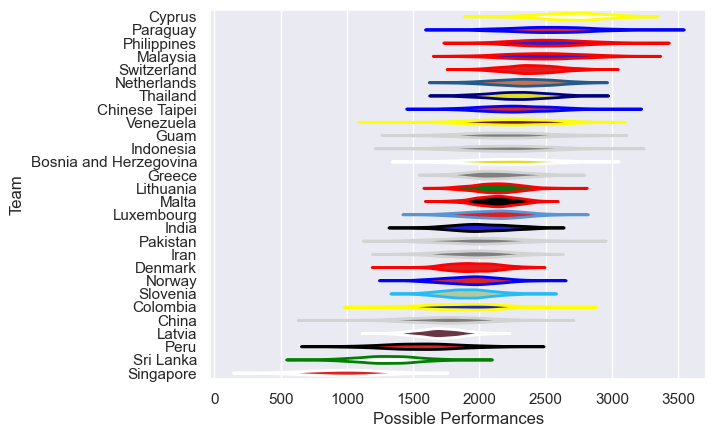 Cyprus
Paraguay
Philippines
Malaysia
Switzerland
Netherlands
Thailand
Chinese Taipei
Venezuela
Guam
Indonesia
Bosnia and Herzegovina
Greece
Lithuania
Malta
Luxembourg
India
Pakistan
Iran
Denmark
Norway
Slovenia
Colombia
China
Latvia
Peru
Sri Lanka
Singapore
Team
0 500 1000 1500 2000 2500 3000 3500
Possible Performances